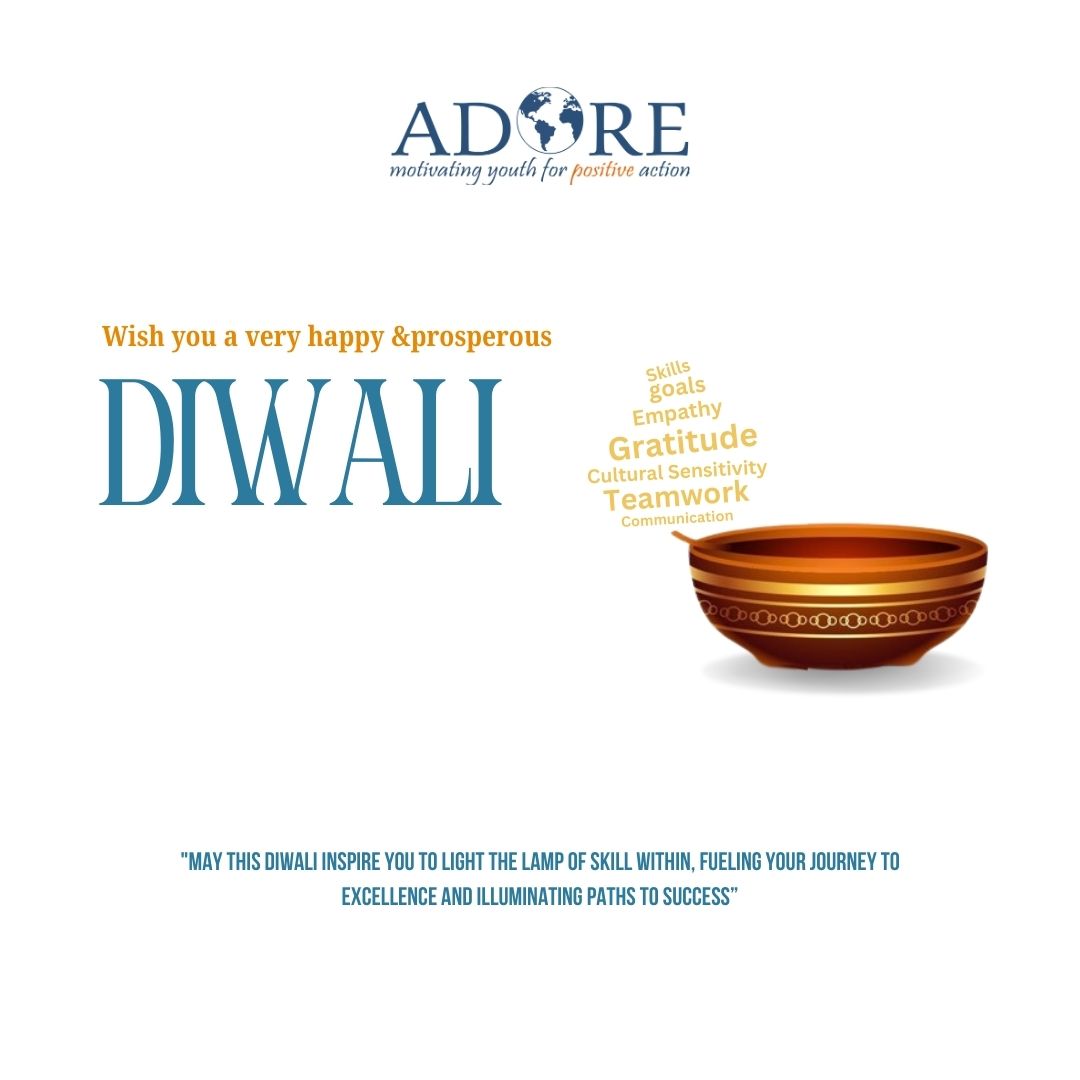 ADORE
motivating youth for positive action
Wish you a very happy &prosperous
DIWALI
Skills
goals
Empathy
Gratitude
Cultural Sensitivity
Teamwork
Communication
"MAY THIS DIWALI INSPIRE YOU TO LIGHT THE LAMP OF SKILL WITHIN, FUELING YOUR JOURNEY TO
EXCELLENCE AND ILLUMINATING PATHS TO SUCCESS”